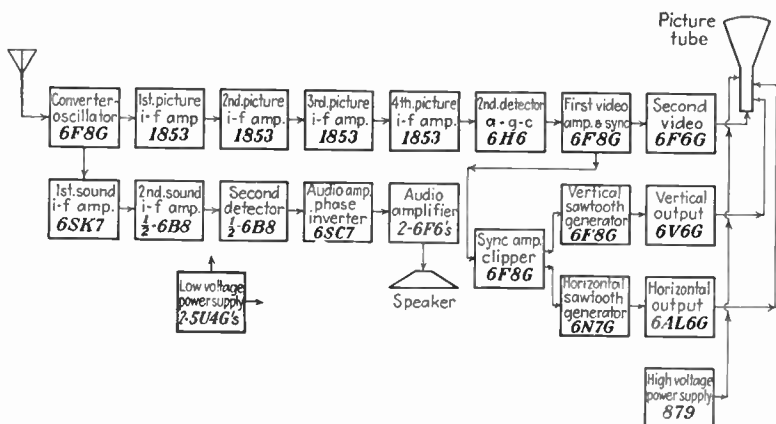 Picture
tube
Converter-
oscillator
6F8G
1st. picture
i-f amp.
1853
2nd. picture
i-f amp.
1853
3rd. picture
i-f amp.
1853
4th. picture
i-f amp.
1853
2nd. detector
a-g-c
6H6
First video
amp. & sync
6F8G
Second
video
6F6G
1st. sound
i-f amp.
6SK7
2nd. sound
i-f amp.
½-6B8
Second
detector
½-6B8
Audio amp.
phase
inverter
6SC7
Audio
amplifier
2-6F6's
Speaker
Sync amp.
clipper
6F8G
Vertical
sawtooth
generator
6F8G
Vertical
output
6V6G
Horizontal
sawtooth
generator
6N7G
Horizontal
output
6AL6G
Low voltage
power supply
2-5U4G's
High voltage
power supply
879